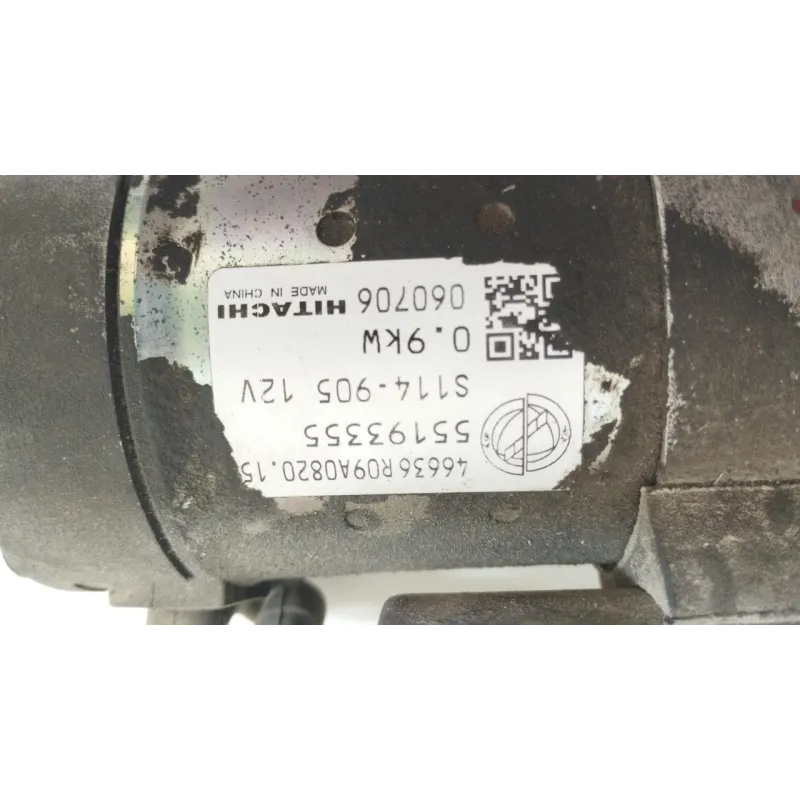 46636R09A0820.15
55193355
S114-905 12V
0.9kW
060706 HITACHI
MADE IN CHINA